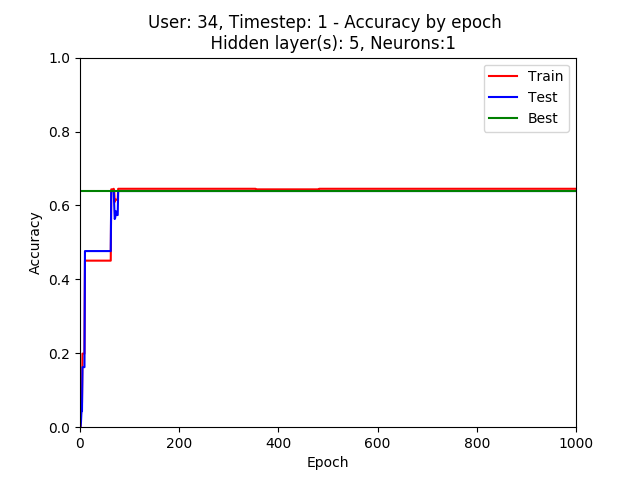 User: 34, Timestep: 1 - Accuracy by epoch
Hidden layer(s): 5, Neurons:1
1.0
Train
Test
Best
0.8
0.6
Accuracy
0.4
0.2
0.0
0 200 400 600 800 1000
Epoch